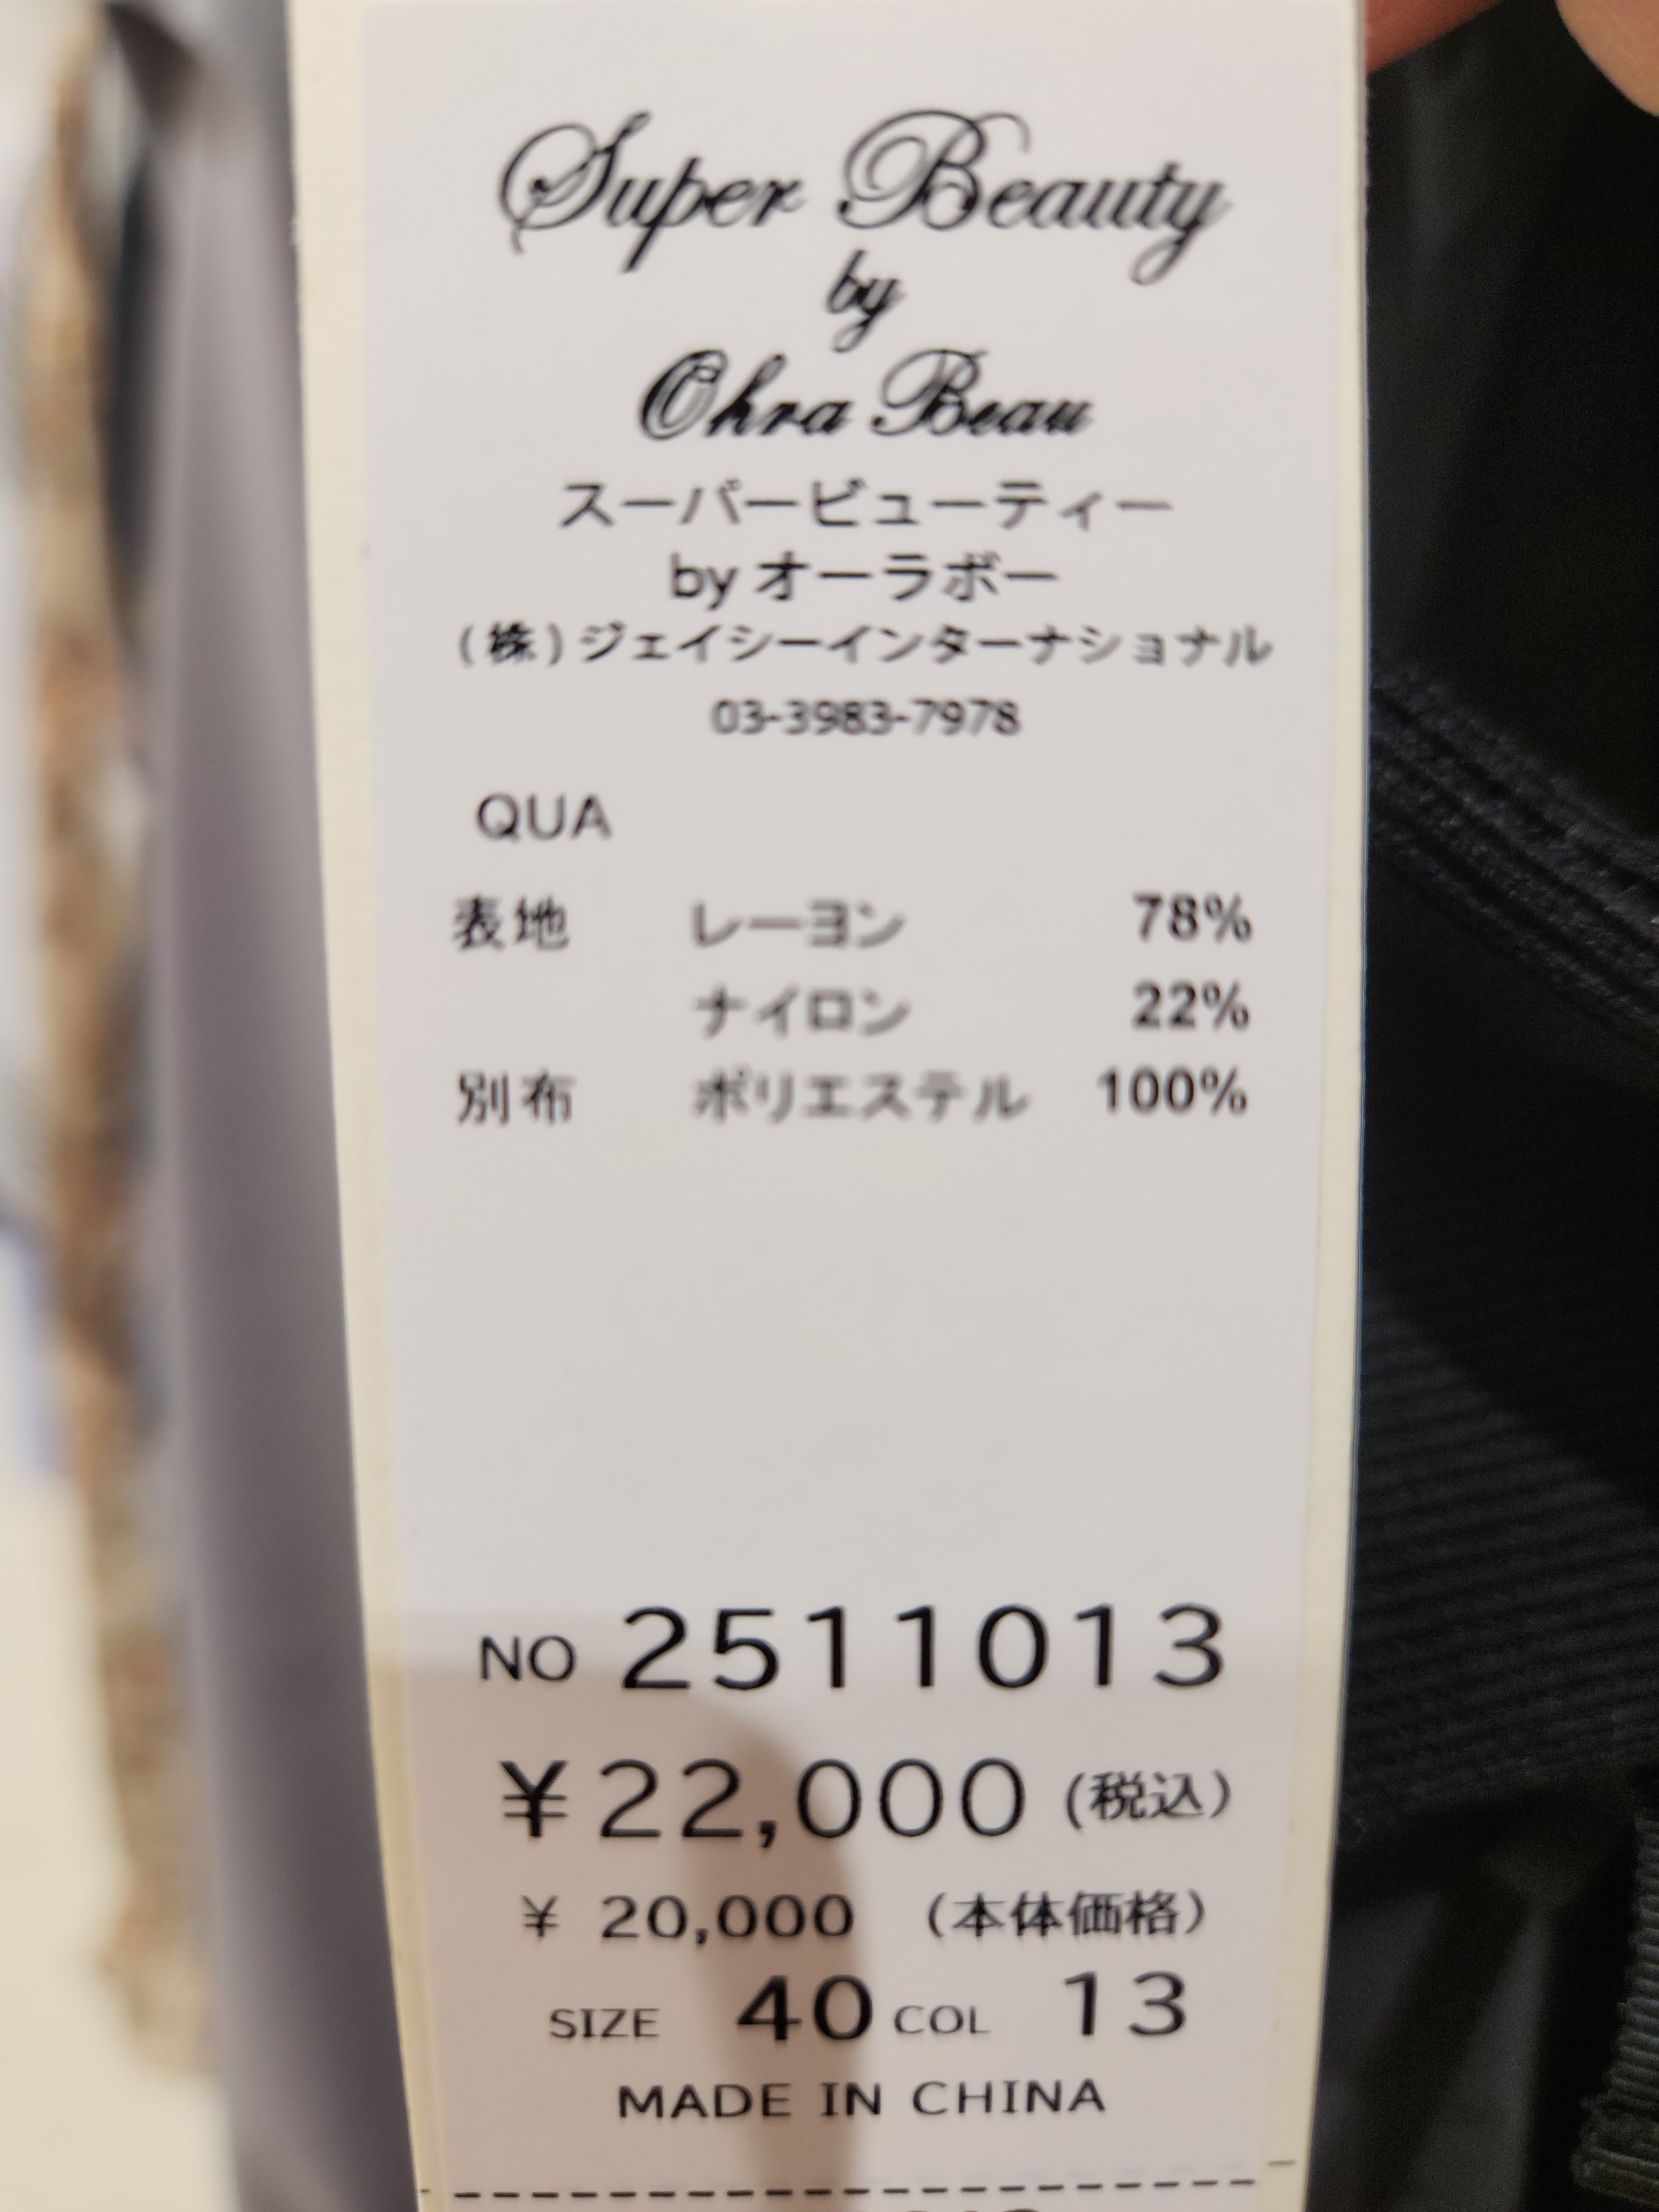 Super Beauty
by
Ohra Beau
スーパービューティー
by オーラボー
(株)ジェイシーインターナショナル
03-3983-7978
QUA
表地 レーヨン 78%
ナイロン 22%
別布 ポリエステル 100%
NO 2511013
¥22,000 (税込)
¥ 20,000 (本体価格)
SIZE 40 COL 13
MADE IN CHINA